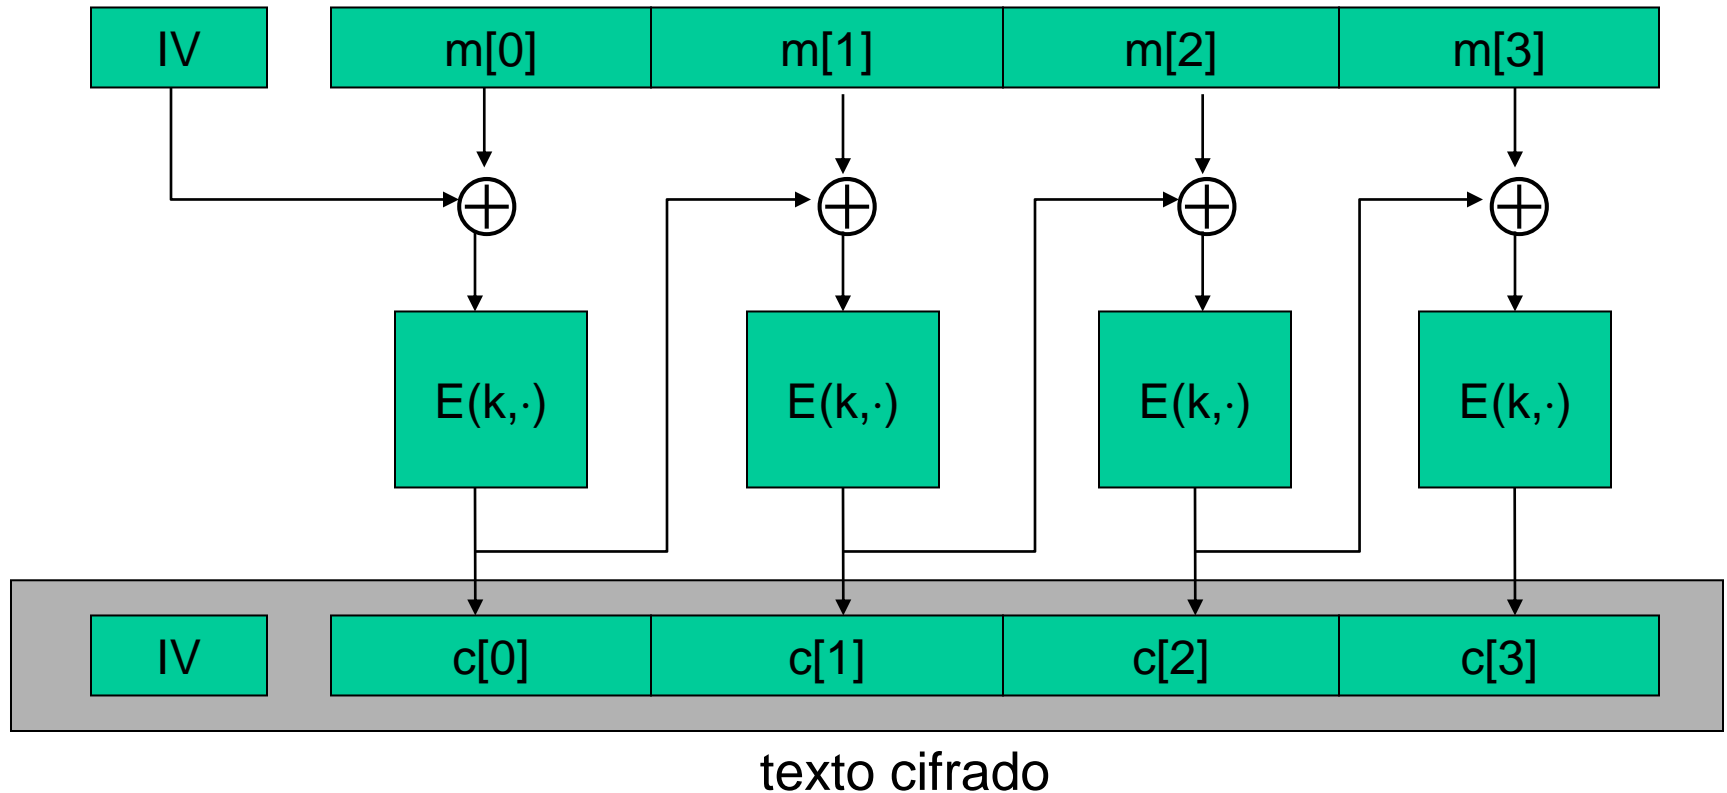 IV m[0] m[1] m[2] m[3]
E(k,·) E(k,·) E(k,·) E(k,·)
IV c[0] c[1] c[2] c[3]
texto cifrado